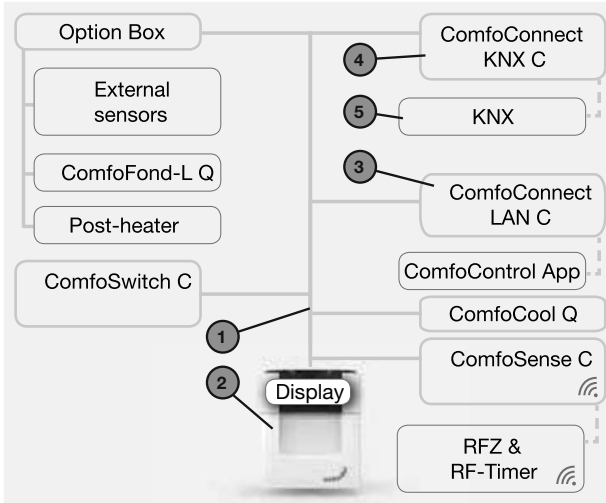 Option Box
External
sensors
ComfoFond-L Q
Post-heater
ComfoSwitch C
1
2
Display
4
ComfoConnect
KNX C
5
KNX
3
ComfoConnect
LAN C
ComfoControl App
ComfoCool Q
ComfoSense C
RFZ &
RF-Timer